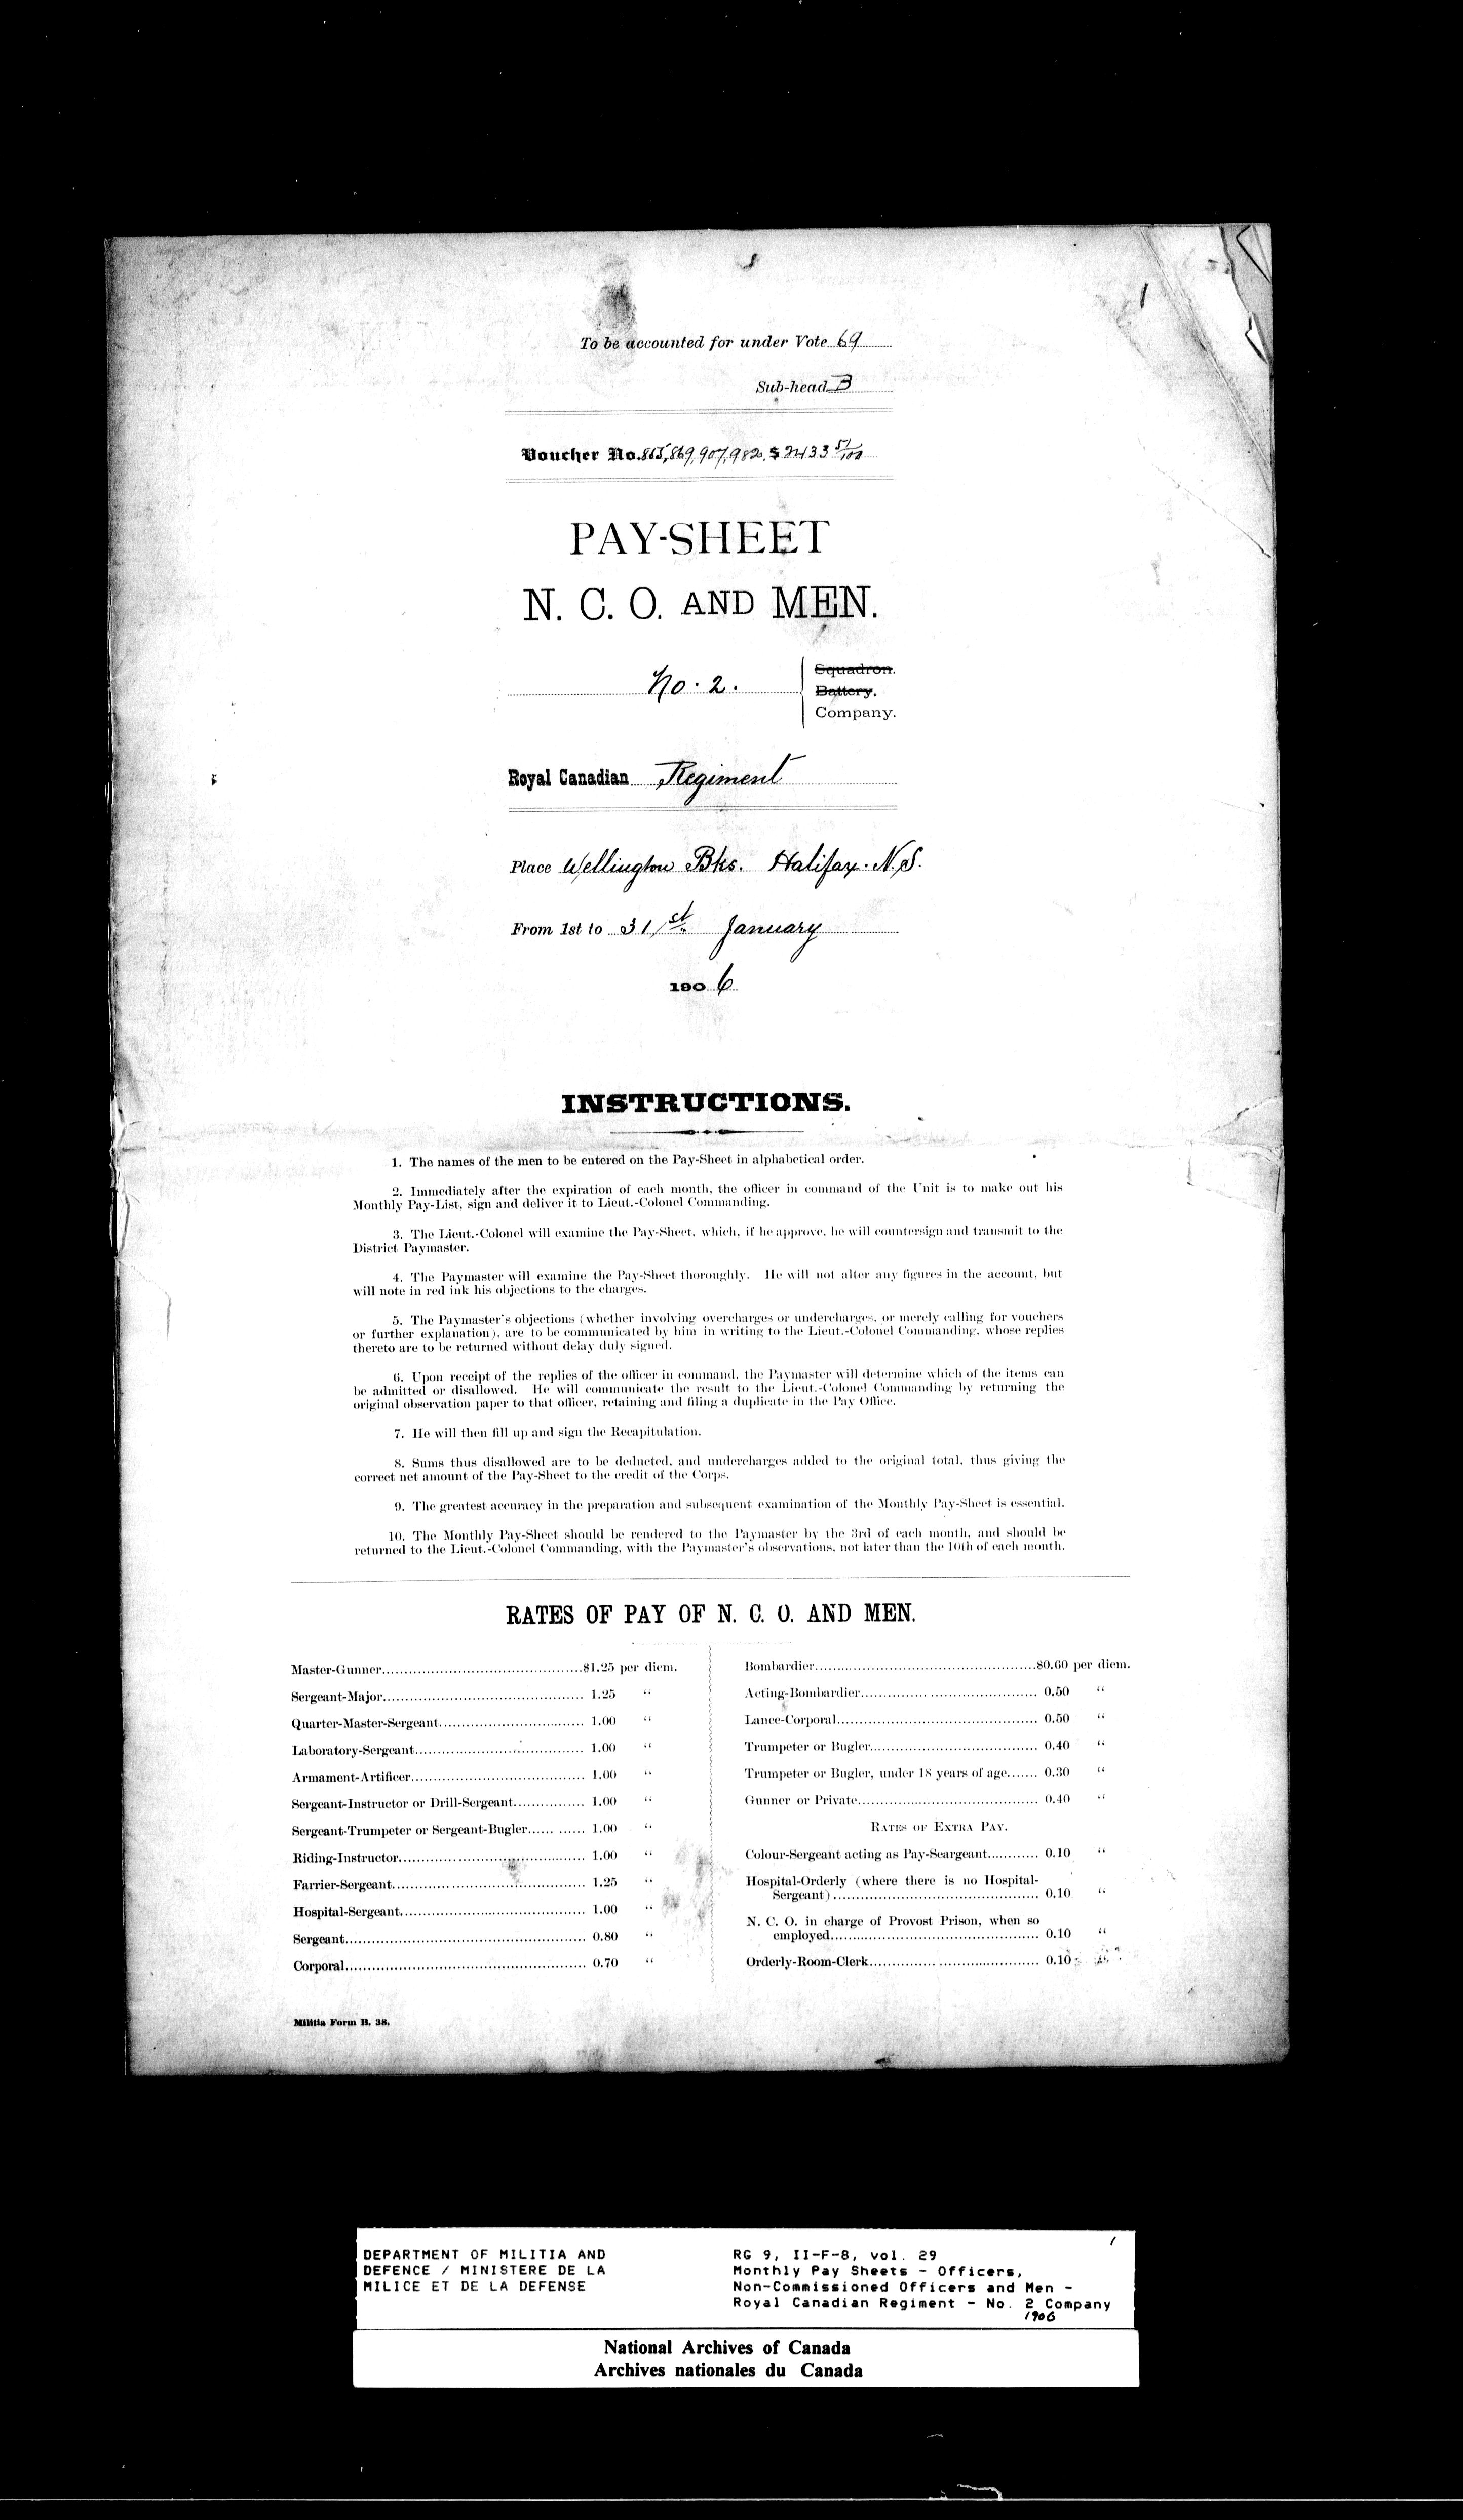 To be accounted for under Vote 69
Sub-head B
Voucher No. 865, 869, 907, 982, $2433 51/100
PAY-SHEET
N. C. O. AND MEN.
No. 2.
Squadron.
Battery.
Company.
Royal Canadian Regiment
Place Wellington Bks. Halifax. N.S.
From 1st to 31st. January
1906
INSTRUCTIONS.
1. The names of the men to be entered on the Pay-Sheet in alphabetical order.
2. Immediately after the expiration of each month, the officer in command of the Unit is to make out his
Monthly Pay-List, sign and deliver it to Lieut.-Colonel Commanding.
3. The Lieut.-Colonel will examine the Pay-Sheet, which, if he approve, he will countersign and transmit to the
District Paymaster.
4. The Paymaster will examine the Pay-Sheet thoroughly. He will not alter any figures in the account, but
will note in red ink his objections to the charges.
5. The Paymaster's objections (whether involving overcharges or undercharges, or merely calling for vouchers
or further explanation), are to be communicated by him in writing to the Lieut.-Colonel Commanding, whose replies
thereto are to be returned without delay duly signed.
6. Upon receipt of the replies of the officer in command, the Paymaster will determine which of the items can
be admitted or disallowed. He will communicate the result to the Lieut.-Colonel Commanding by returning the
original observation paper to that officer, retaining and filing a duplicate in the Pay Office.
7. He will then fill up and sign the Recapitulation.
8. Sums thus disallowed are to be deducted, and undercharges added to the original total, thus giving the
correct net amount of the Pay-Sheet to the credit of the Corps.
9. The greatest accuracy in the preparation and subsequent examination of the Monthly Pay-Sheet is essential.
10. The Monthly Pay-Sheet should be rendered to the Paymaster by the 3rd of each month, and should be
returned to the Lieut.-Colonel Commanding, with the Paymaster's observations, not later than the 10th of each month.
RATES OF PAY OF N. C. O. AND MEN.
Master-Gunner $1.25 per diem.
Sergeant-Major 1.25 "
Quarter-Master-Sergeant 1.00 "
Laboratory-Sergeant 1.00 "
Armament-Artificer 1.00 "
Sergeant-Instructor or Drill-Sergeant 1.00 "
Sergeant-Trumpeter or Sergeant-Bugler 1.00 "
Riding-Instructor 1.00 "
Farrier-Sergeant 1.25 "
Hospital-Sergeant 1.00 "
Sergeant 0.80 "
Corporal 0.70 "
Bombardier $0.60 per diem.
Acting-Bombardier 0.50 "
Lance-Corporal 0.50 "
Trumpeter or Bugler 0.40 "
Trumpeter or Bugler, under 18 years of age 0.30 "
Gunner or Private 0.40 "
RATES OF EXTRA PAY.
Colour-Sergeant acting as Pay-Seargeant 0.10 "
Hospital-Orderly (where there is no Hospital-
Sergeant) 0.10 "
N. C. O. in charge of Provost Prison, when so
employed 0.10 "
Orderly-Room-Clerk 0.10 "
Militia Form B. 38.
DEPARTMENT OF MILITIA AND
DEFENCE / MINISTERE DE LA
MILICE ET DE LA DEFENSE
1
RG 9, II-F-8, vol. 29
Monthly Pay Sheets - Officers,
Non-Commissioned Officers and Men -
Royal Canadian Regiment - No. 2 Company
1906
National Archives of Canada
Archives nationales du Canada